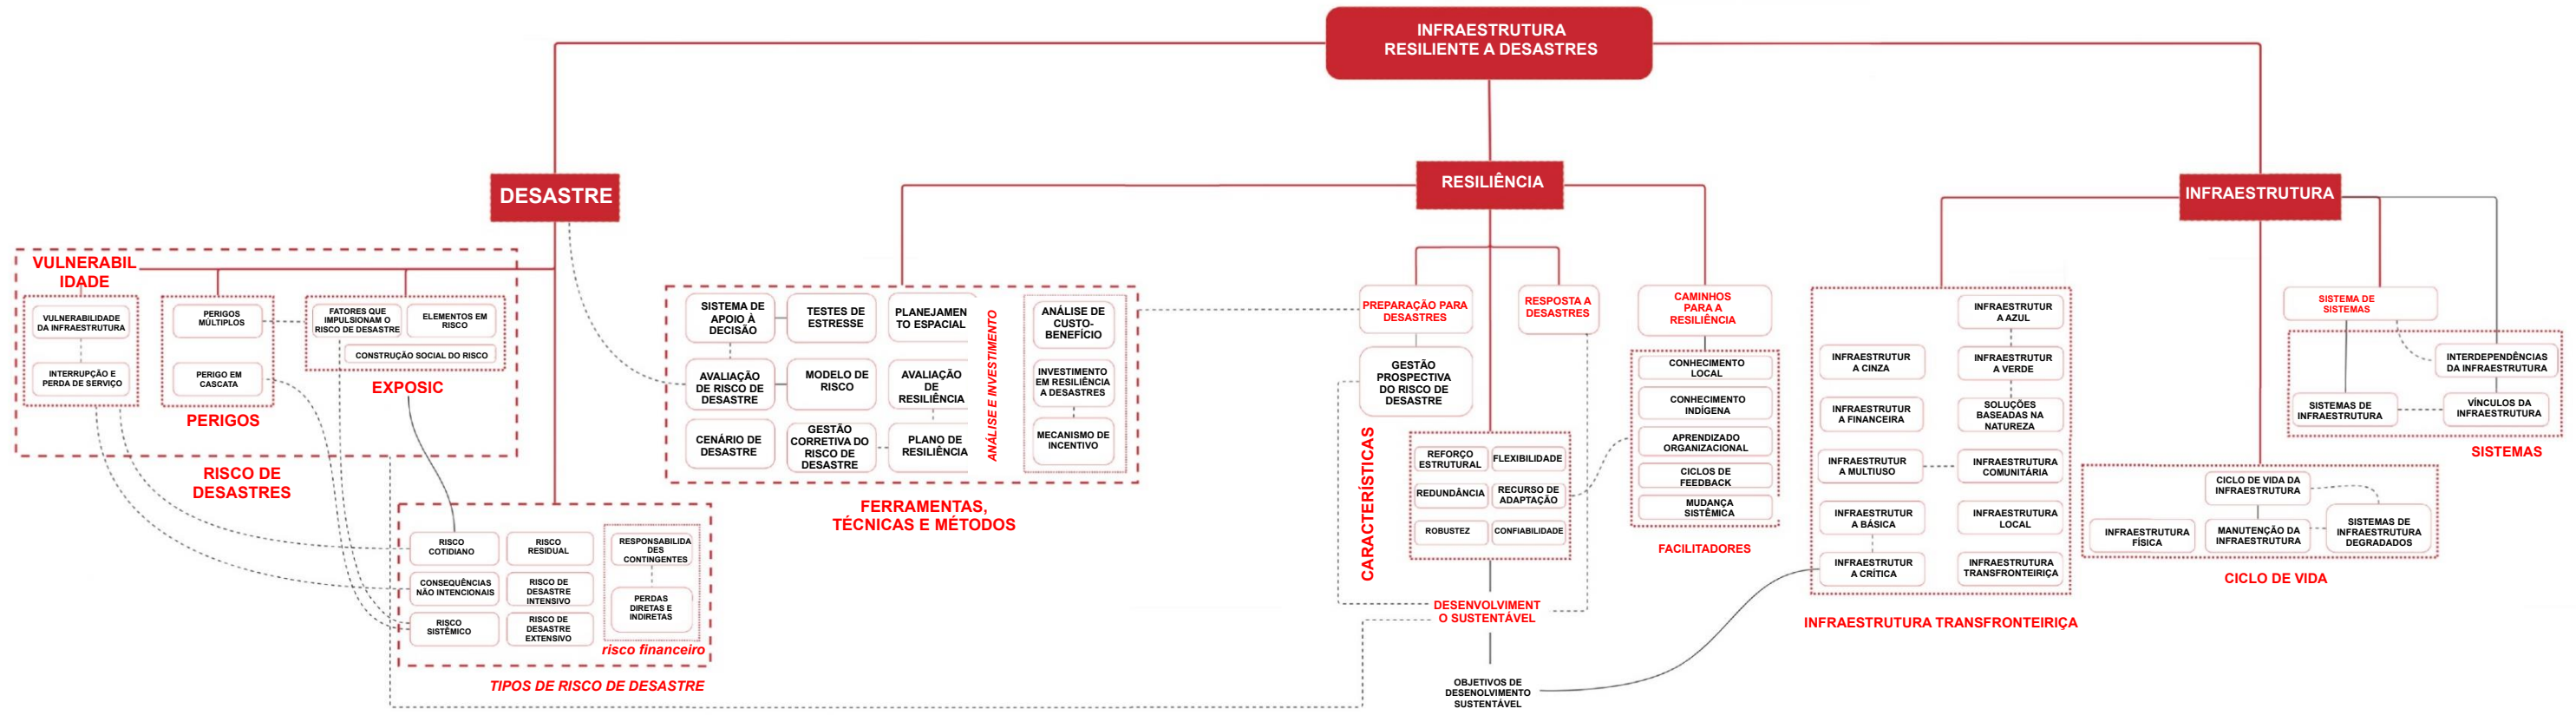 INFRAESTRUTURA
RESILIENTE A DESASTRES
DESASTRE
RESILIÊNCIA
INFRAESTRUTURA
VULNERABIL
IDADE
VULNERABILIDADE
DA INFRAESTRUTURA
INTERRUPÇÃO E
PERDA DE SERVIÇO
PERIGOS
MÚLTIPLOS
PERIGO EM
CASCATA
PERIGOS
FATORES QUE
IMPULSIONAM O
RISCO DE DESASTRE
ELEMENTOS EM
RISCO
CONSTRUÇÃO SOCIAL DO RISCO
EXPOSIC
RISCO DE
DESASTRES
RISCO
COTIDIANO
RISCO
RESIDUAL
CONSEQUÊNCIAS
NÃO INTENCIONAIS
RISCO DE
DESASTRE
INTENSIVO
RISCO
SISTÊMICO
RISCO DE
DESASTRE
EXTENSIVO
RESPONSABILIDA
DES
CONTINGENTES
PERDAS
DIRETAS E
INDIRETAS
risco financeiro
TIPOS DE RISCO DE DESASTRE
SISTEMA DE
APOIO À
DECISÃO
TESTES DE
ESTRESSE
PLANEJAMEN
TO ESPACIAL
AVALIAÇÃO
DE RISCO DE
DESASTRE
MODELO DE
RISCO
AVALIAÇÃO
DE
RESILIÊNCIA
CENÁRIO DE
DESASTRE
GESTÃO
CORRETIVA DO
RISCO DE
DESASTRE
PLANO DE
RESILIÊNCIA
ANÁLISE E INVESTIMENTO
ANÁLISE DE
CUSTO-
BENEFÍCIO
INVESTIMENTO
EM RESILIÊNCIA
A DESASTRES
MECANISMO DE
INCENTIVO
FERRAMENTAS,
TÉCNICAS E MÉTODOS
PREPARAÇÃO PARA
DESASTRES
GESTÃO
PROSPECTIVA
DO RISCO DE
DESASTRE
RESPOSTA A
DESASTRES
CARACTERÍSTICAS
REFORÇO
ESTRUTURAL
FLEXIBILIDADE
REDUNDÂNCIA
RECURSO DE
ADAPTAÇÃO
ROBUSTEZ
CONFIABILIDADE
DESENVOLVIMENT
O SUSTENTÁVEL
OBJETIVOS DE
DESENOLVIMENTO
SUSTENTÁVEL
CAMINHOS
PARA A
RESILIÊNCIA
CONHECIMENTO
LOCAL
CONHECIMENTO
INDÍGENA
APRENDIZADO
ORGANIZACIONAL
CICLOS DE
FEEDBACK
MUDANÇA
SISTÊMICA
FACILITADORES
INFRAESTRUTUR
A AZUL
INFRAESTRUTUR
A CINZA
INFRAESTRUTUR
A VERDE
INFRAESTRUTUR
A FINANCEIRA
SOLUÇÕES
BASEADAS NA
NATUREZA
INFRAESTRUTUR
A MULTIUSO
INFRAESTRUTURA
COMUNITÁRIA
INFRAESTRUTUR
A BÁSICA
INFRAESTRUTURA
LOCAL
INFRAESTRUTUR
A CRÍTICA
INFRAESTRUTURA
TRANSFRONTEIRIÇA
INFRAESTRUTURA TRANSFRONTEIRIÇA
SISTEMA DE
SISTEMAS
INTERDEPENDÊNCIAS
DA INFRAESTRUTURA
SISTEMAS DE
INFRAESTRUTURA
VÍNCULOS DA
INFRAESTRUTURA
SISTEMAS
CICLO DE VIDA DA
INFRAESTRUTURA
INFRAESTRUTURA
FÍSICA
MANUTENÇÃO DA
INFRAESTRUTURA
SISTEMAS DE
INFRAESTRUTURA
DEGRADADOS
CICLO DE VIDA